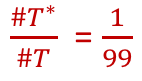 #T*/#T = 1/99